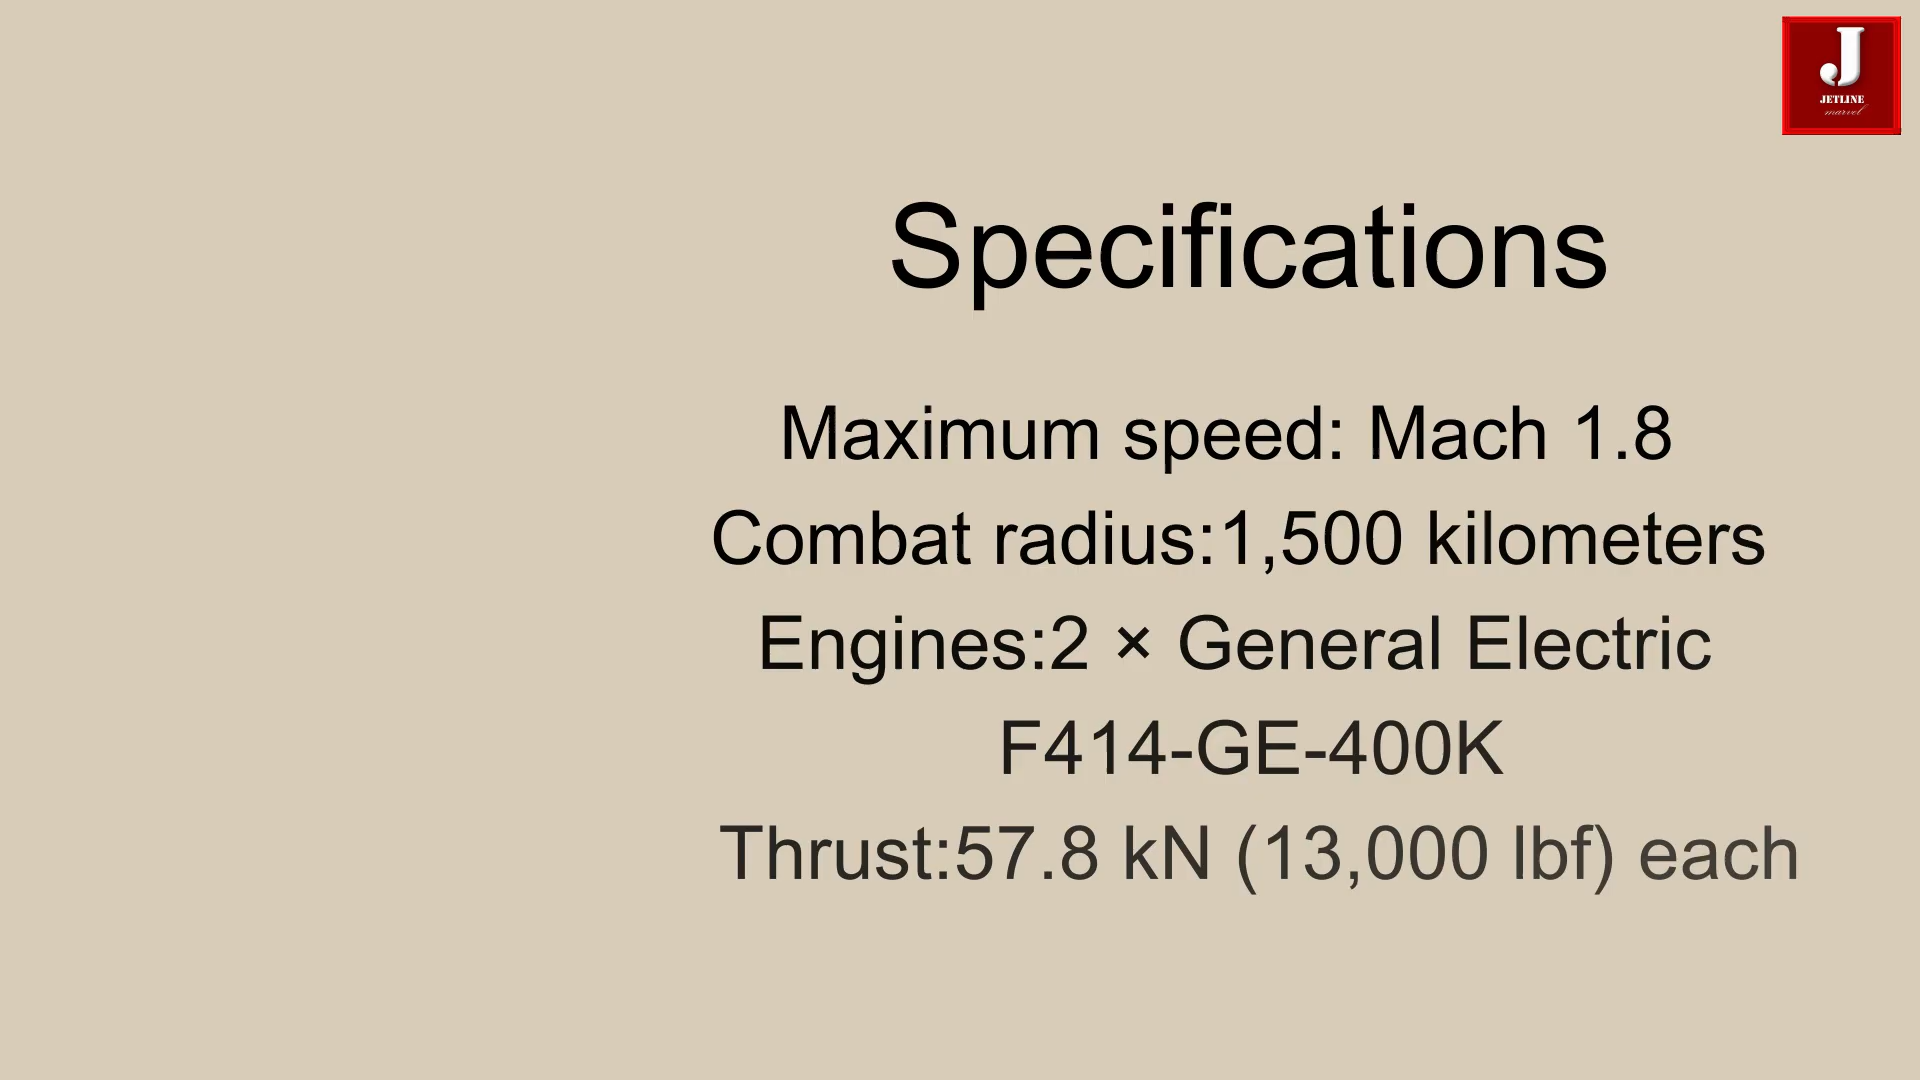 J
JETLINE
marvel
Specifications
Maximum speed: Mach 1.8
Combat radius:1,500 kilometers
Engines:2 × General Electric
F414-GE-400K
Thrust:57.8 kN (13,000 lbf) each